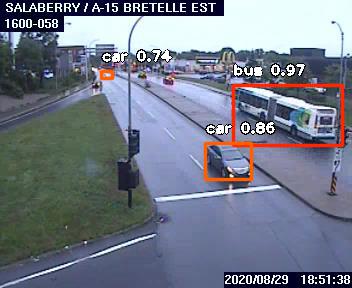 SALABERRY / A-15 BRETELLE EST
1600-058
car 0.74
bus 0.97
car 0.86
2020/08/29 18:51:38